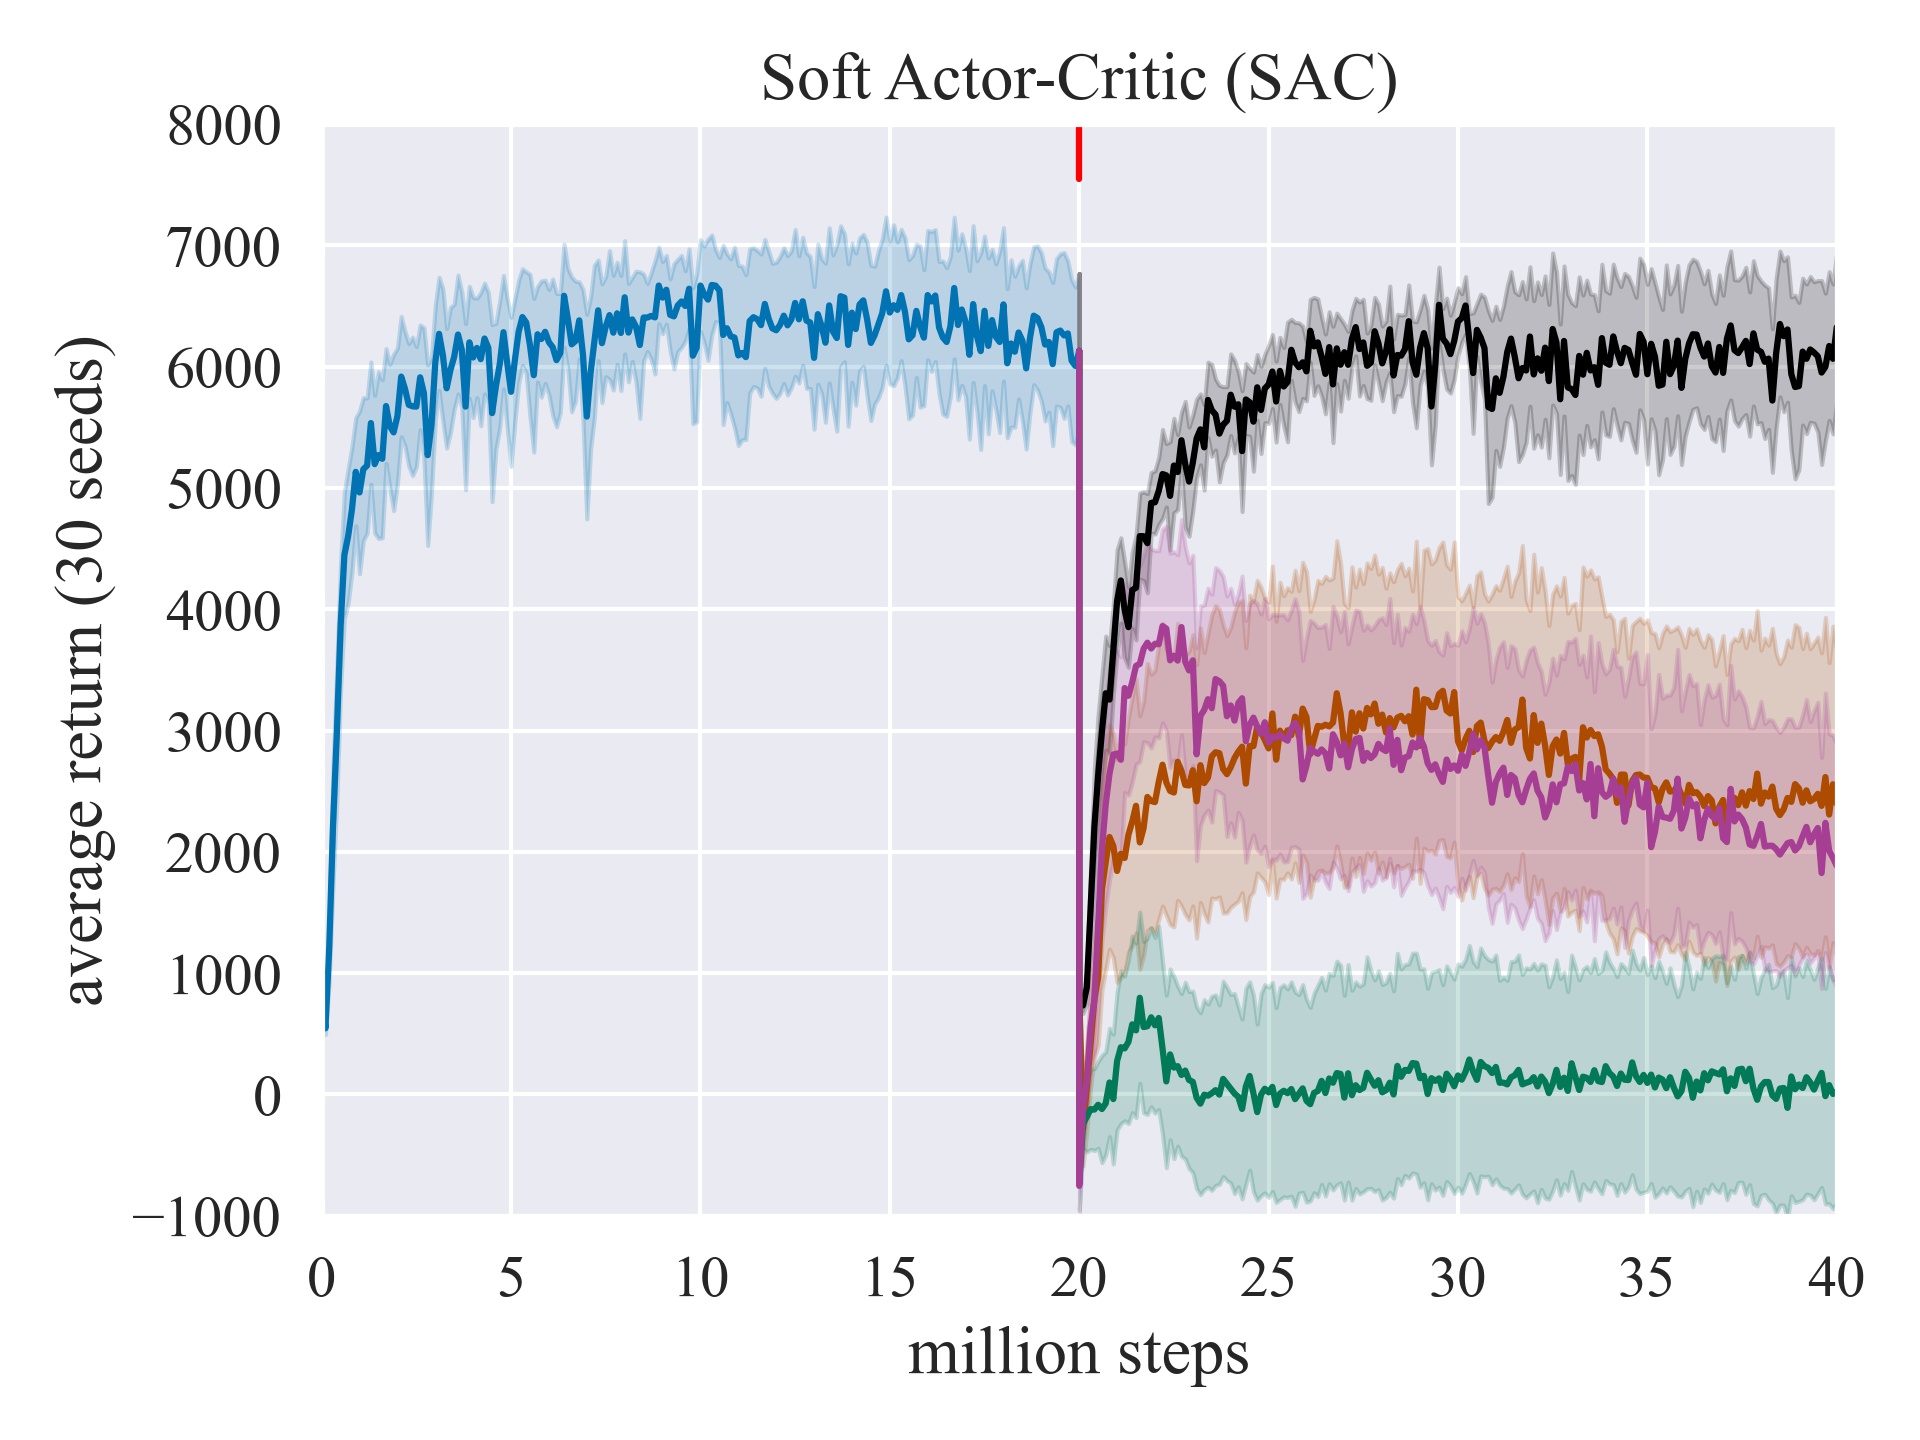 Soft Actor-Critic (SAC)
average return (30 seeds)
8000
7000
6000
5000
4000
3000
2000
1000
0
−1000
0 5 10 15 20 25 30 35 40
million steps